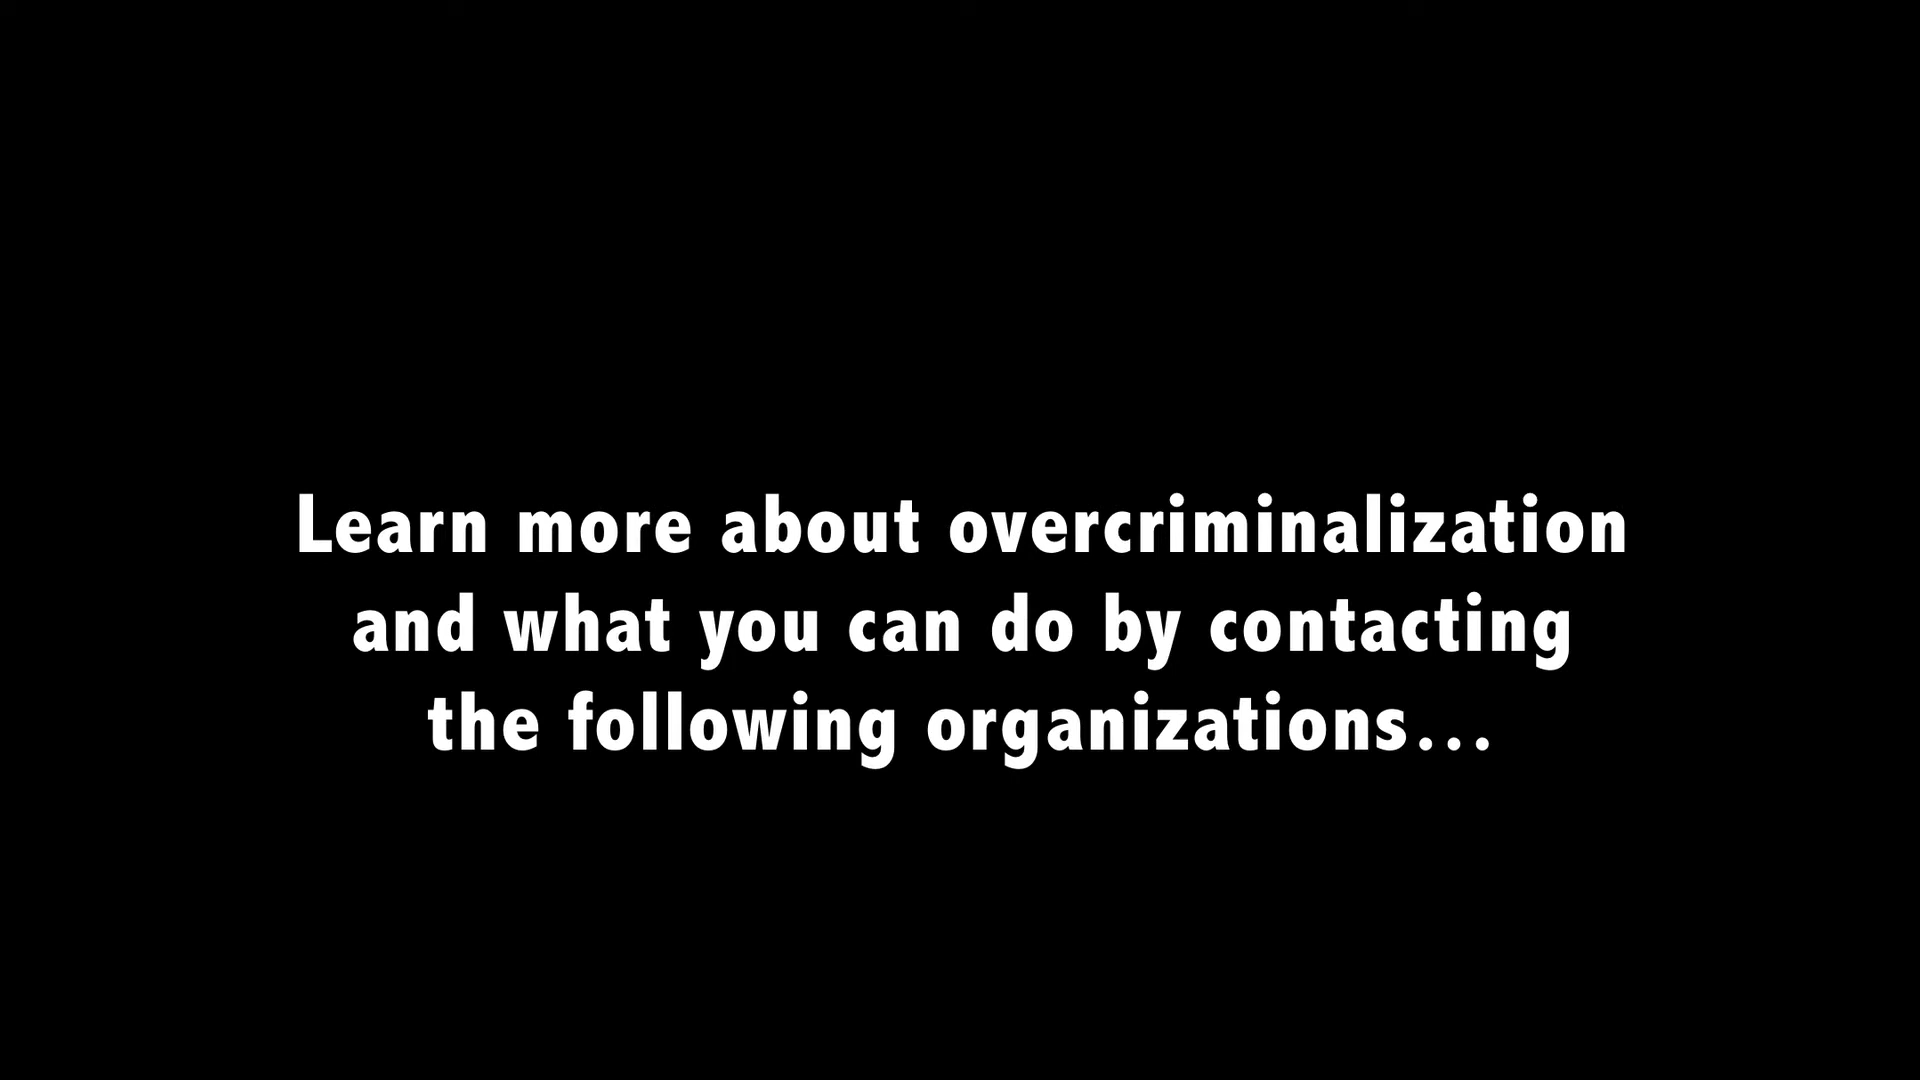 Learn more about overcriminalization
and what you can do by contacting
the following organizations...